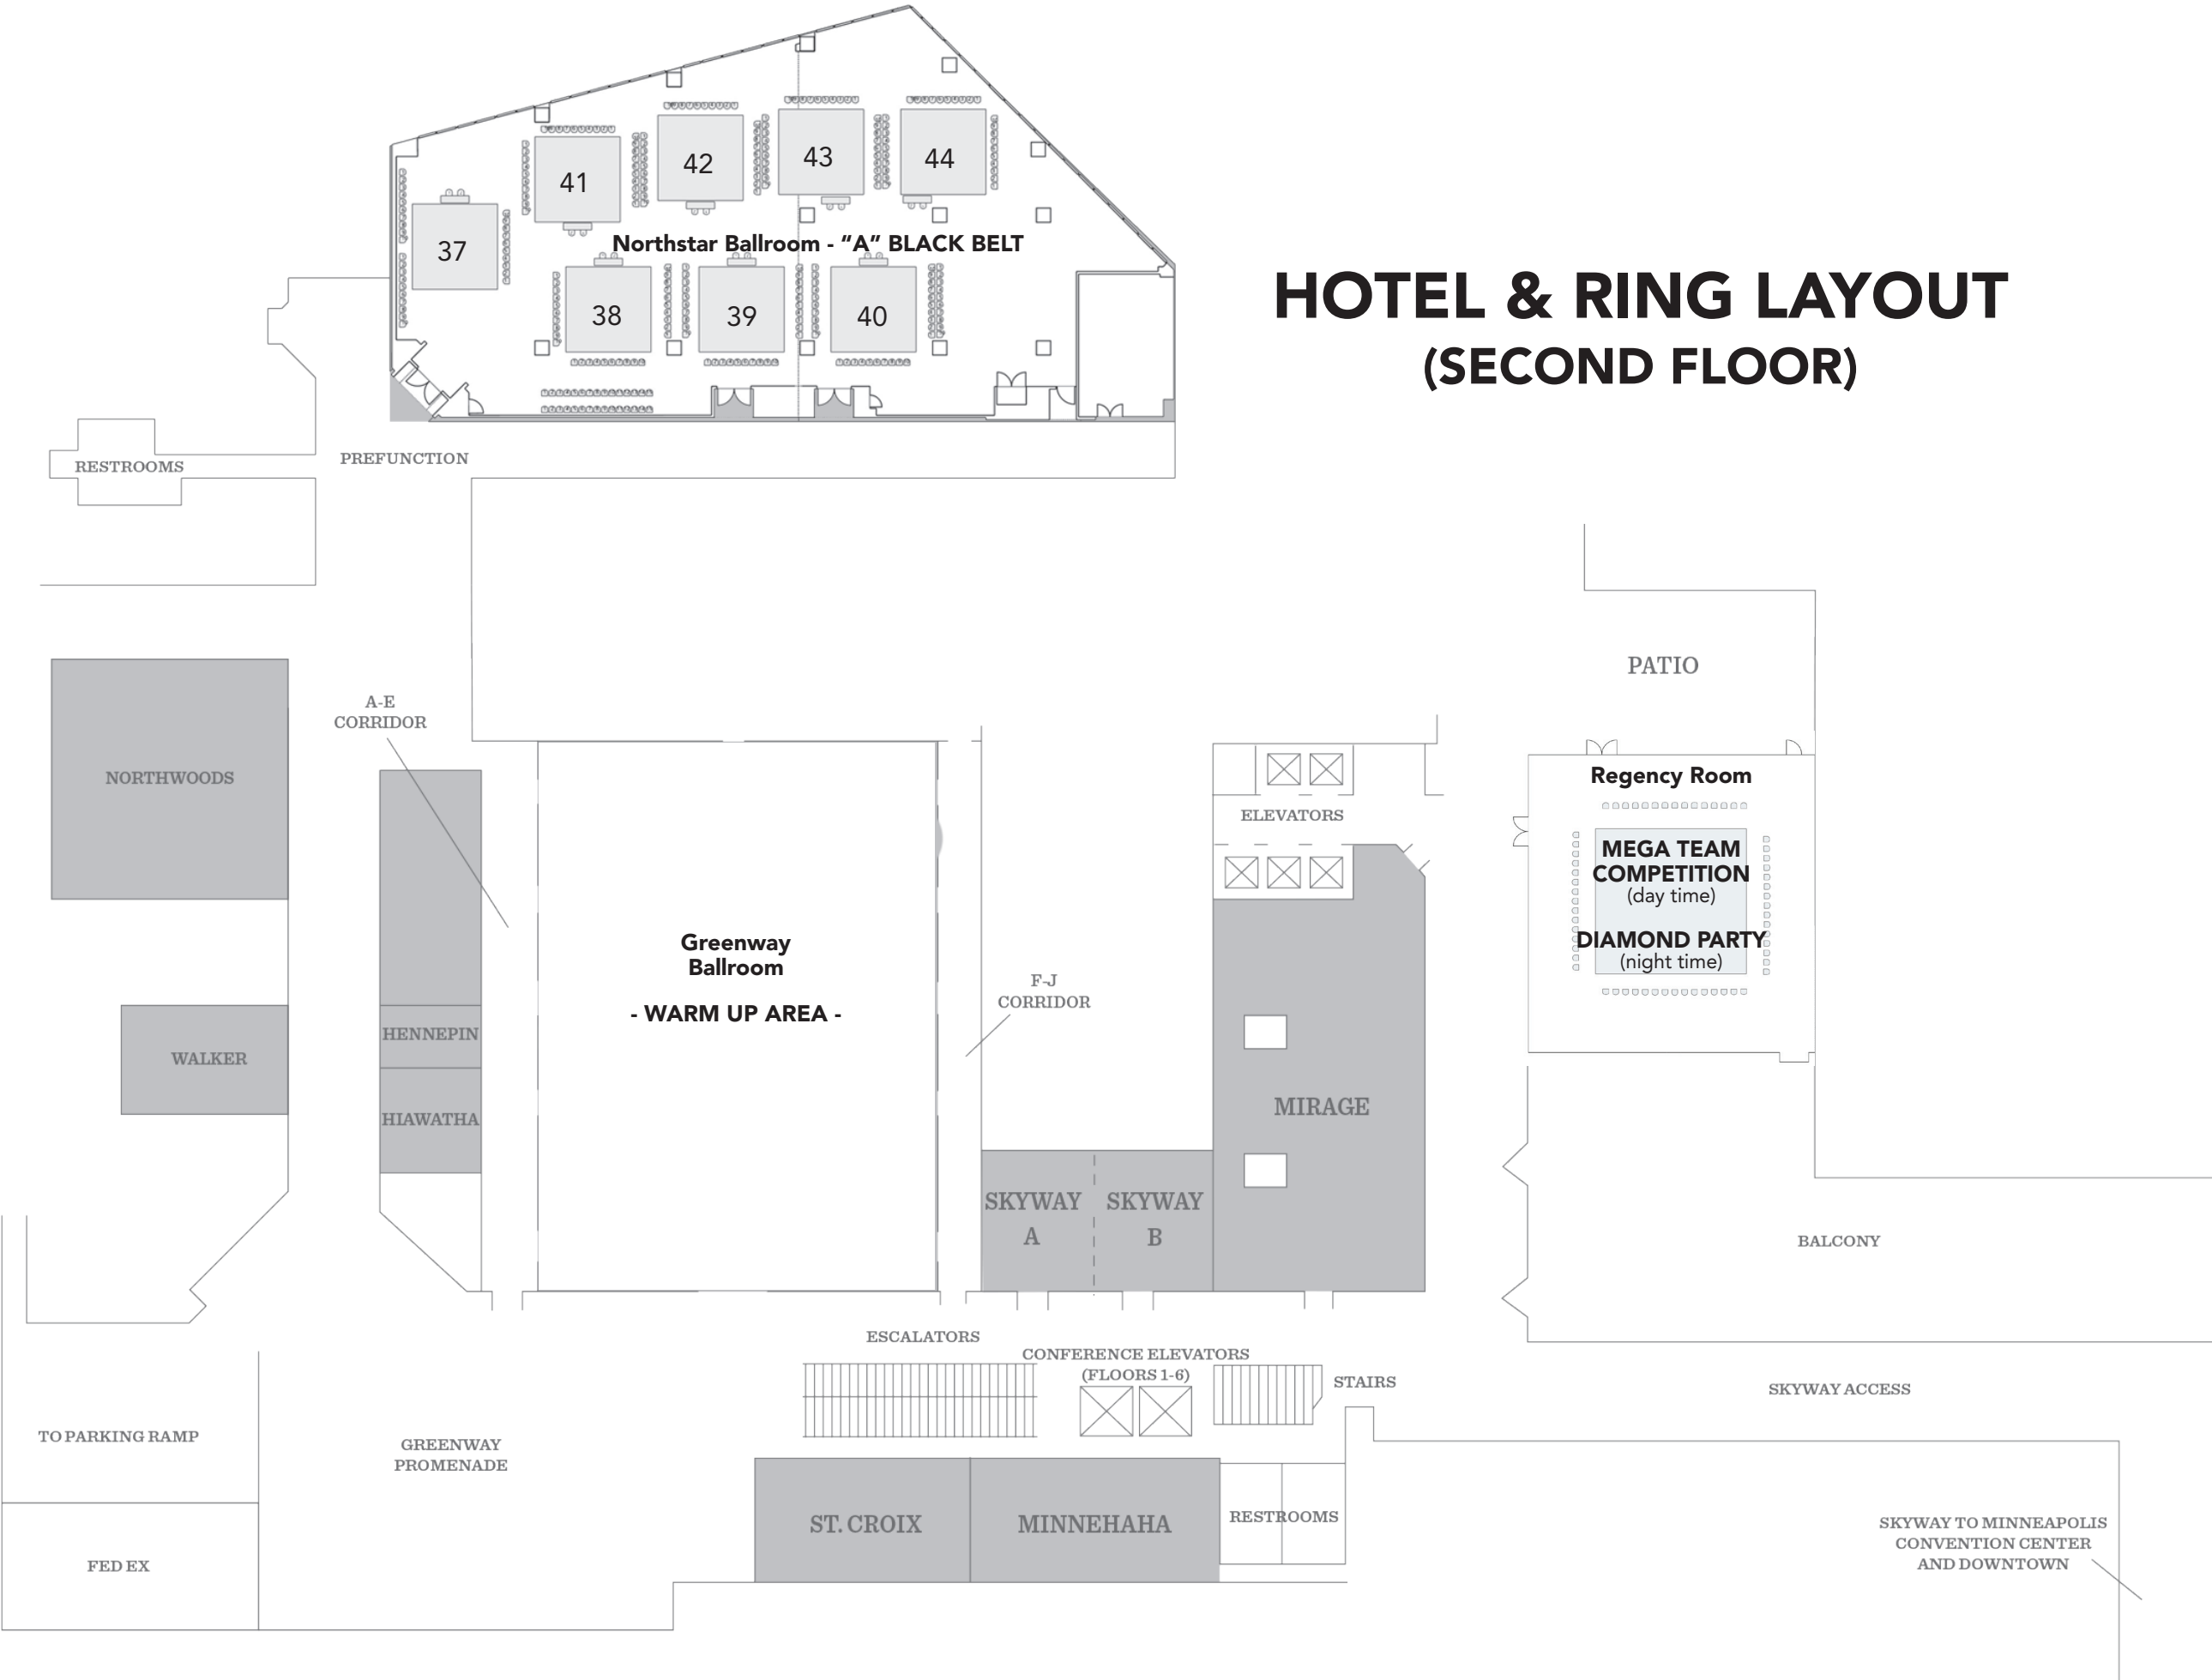 42
43
44
41
37
Northstar Ballroom - “A” BLACK BELT
38
39
40
HOTEL & RING LAYOUT
(SECOND FLOOR)
RESTROOMS
PREFUNCTION
PATIO
A-E
CORRIDOR
NORTHWOODS
Regency Room
ELEVATORS
MEGA TEAM
COMPETITION
(day time)
DIAMOND PARTY
(night time)
Greenway
Ballroom
- WARM UP AREA -
F-J
CORRIDOR
HENNEPIN
WALKER
HIAWATHA
MIRAGE
SKYWAY
A
SKYWAY
B
BALCONY
ESCALATORS
CONFERENCE ELEVATORS
(FLOORS 1-6)
STAIRS
SKYWAY ACCESS
TO PARKING RAMP
GREENWAY
PROMENADE
ST. CROIX
MINNEHAHA
RESTROOMS
SKYWAY TO MINNEAPOLIS
CONVENTION CENTER
AND DOWNTOWN
FED EX